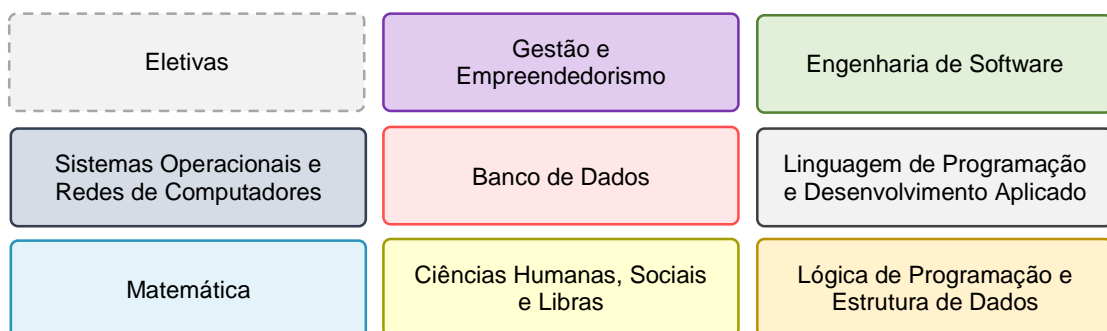 Eletivas
Gestão e
Empreendedorismo
Engenharia de Software
Sistemas Operacionais e
Redes de Computadores
Banco de Dados
Linguagem de Programação
e Desenvolvimento Aplicado
Matemática
Ciências Humanas, Sociais
e Libras
Lógica de Programação e
Estrutura de Dados